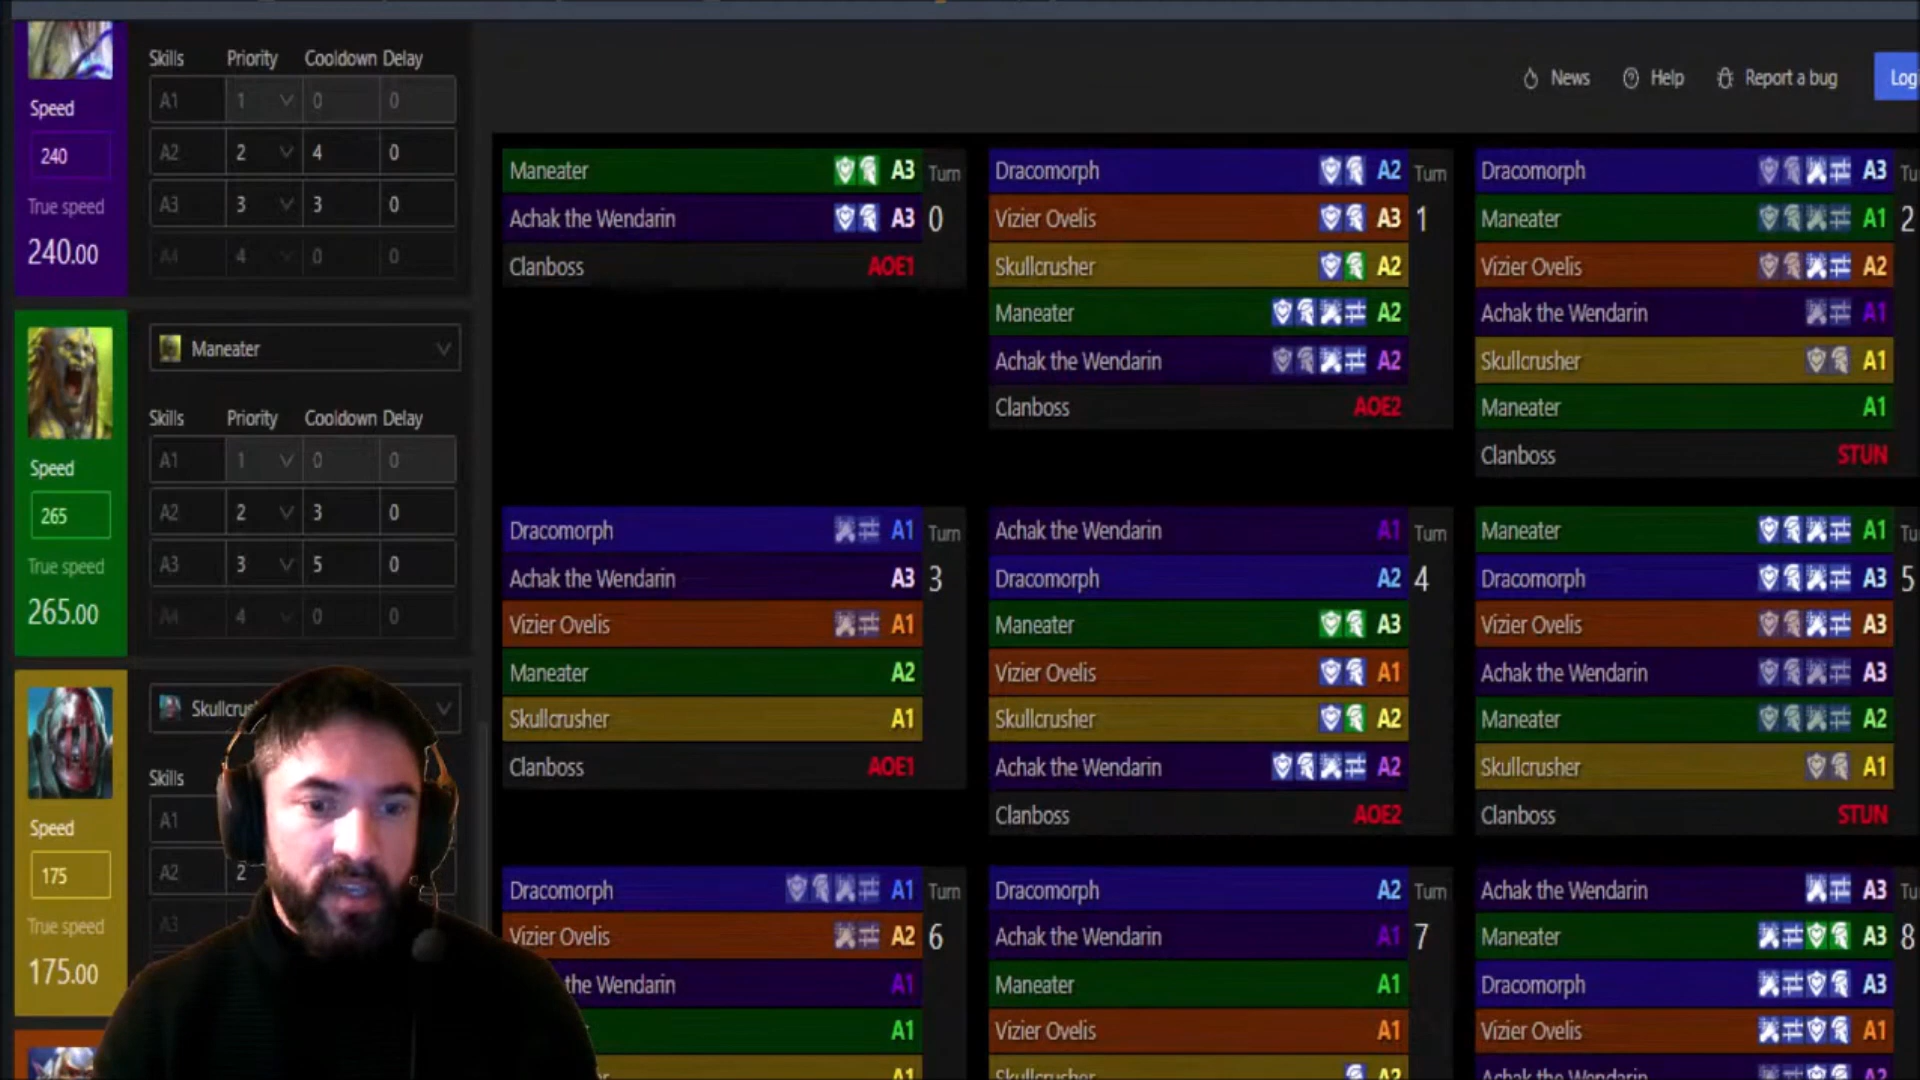 News Help Report a bug
Skills Priority Cooldown Delay
A1 1 0 0
A2 2 4 0
A3 3 3 0
A4 4 0 0
Speed
240
True speed
240.00
Maneater
Skills Priority Cooldown Delay
A1 1 0 0
A2 2 3 0
A3 3 5 0
A4 4 0 0
Speed
265
True speed
265.00
Skills
A1
A2 2
A3
Speed
175
True speed
175.00
Maneater A3
Achak the Wendarin A3
Clanboss AOE1
Turn
0
Dracomorph A2
Vizier Ovelis A3
Skullcrusher A2
Maneater A2
Achak the Wendarin A2
Clanboss AOE2
Turn
1
Dracomorph A3
Maneater A1
Vizier Ovelis A2
Achak the Wendarin A1
Skullcrusher A1
Maneater A1
Clanboss STUN
2
Dracomorph A1
Achak the Wendarin A3
Vizier Ovelis A1
Maneater A2
Skullcrusher A1
Clanboss AOE1
Turn
3
Achak the Wendarin A1
Dracomorph A2
Maneater A3
Vizier Ovelis A1
Skullcrusher A2
Achak the Wendarin A2
Clanboss AOE2
Turn
4
Maneater A1
Dracomorph A3
Vizier Ovelis A3
Achak the Wendarin A3
Maneater A2
Skullcrusher A1
Clanboss STUN
5
Dracomorph A1
Vizier Ovelis A2
the Wendarin A1
A1
A1
Turn
6
Dracomorph A2
Achak the Wendarin A1
Maneater A1
Vizier Ovelis A1
Skullcrusher A2
Turn
7
Achak the Wendarin A3
Maneater A3
Dracomorph A3
Vizier Ovelis A1
Achak the Wendarin A2
8